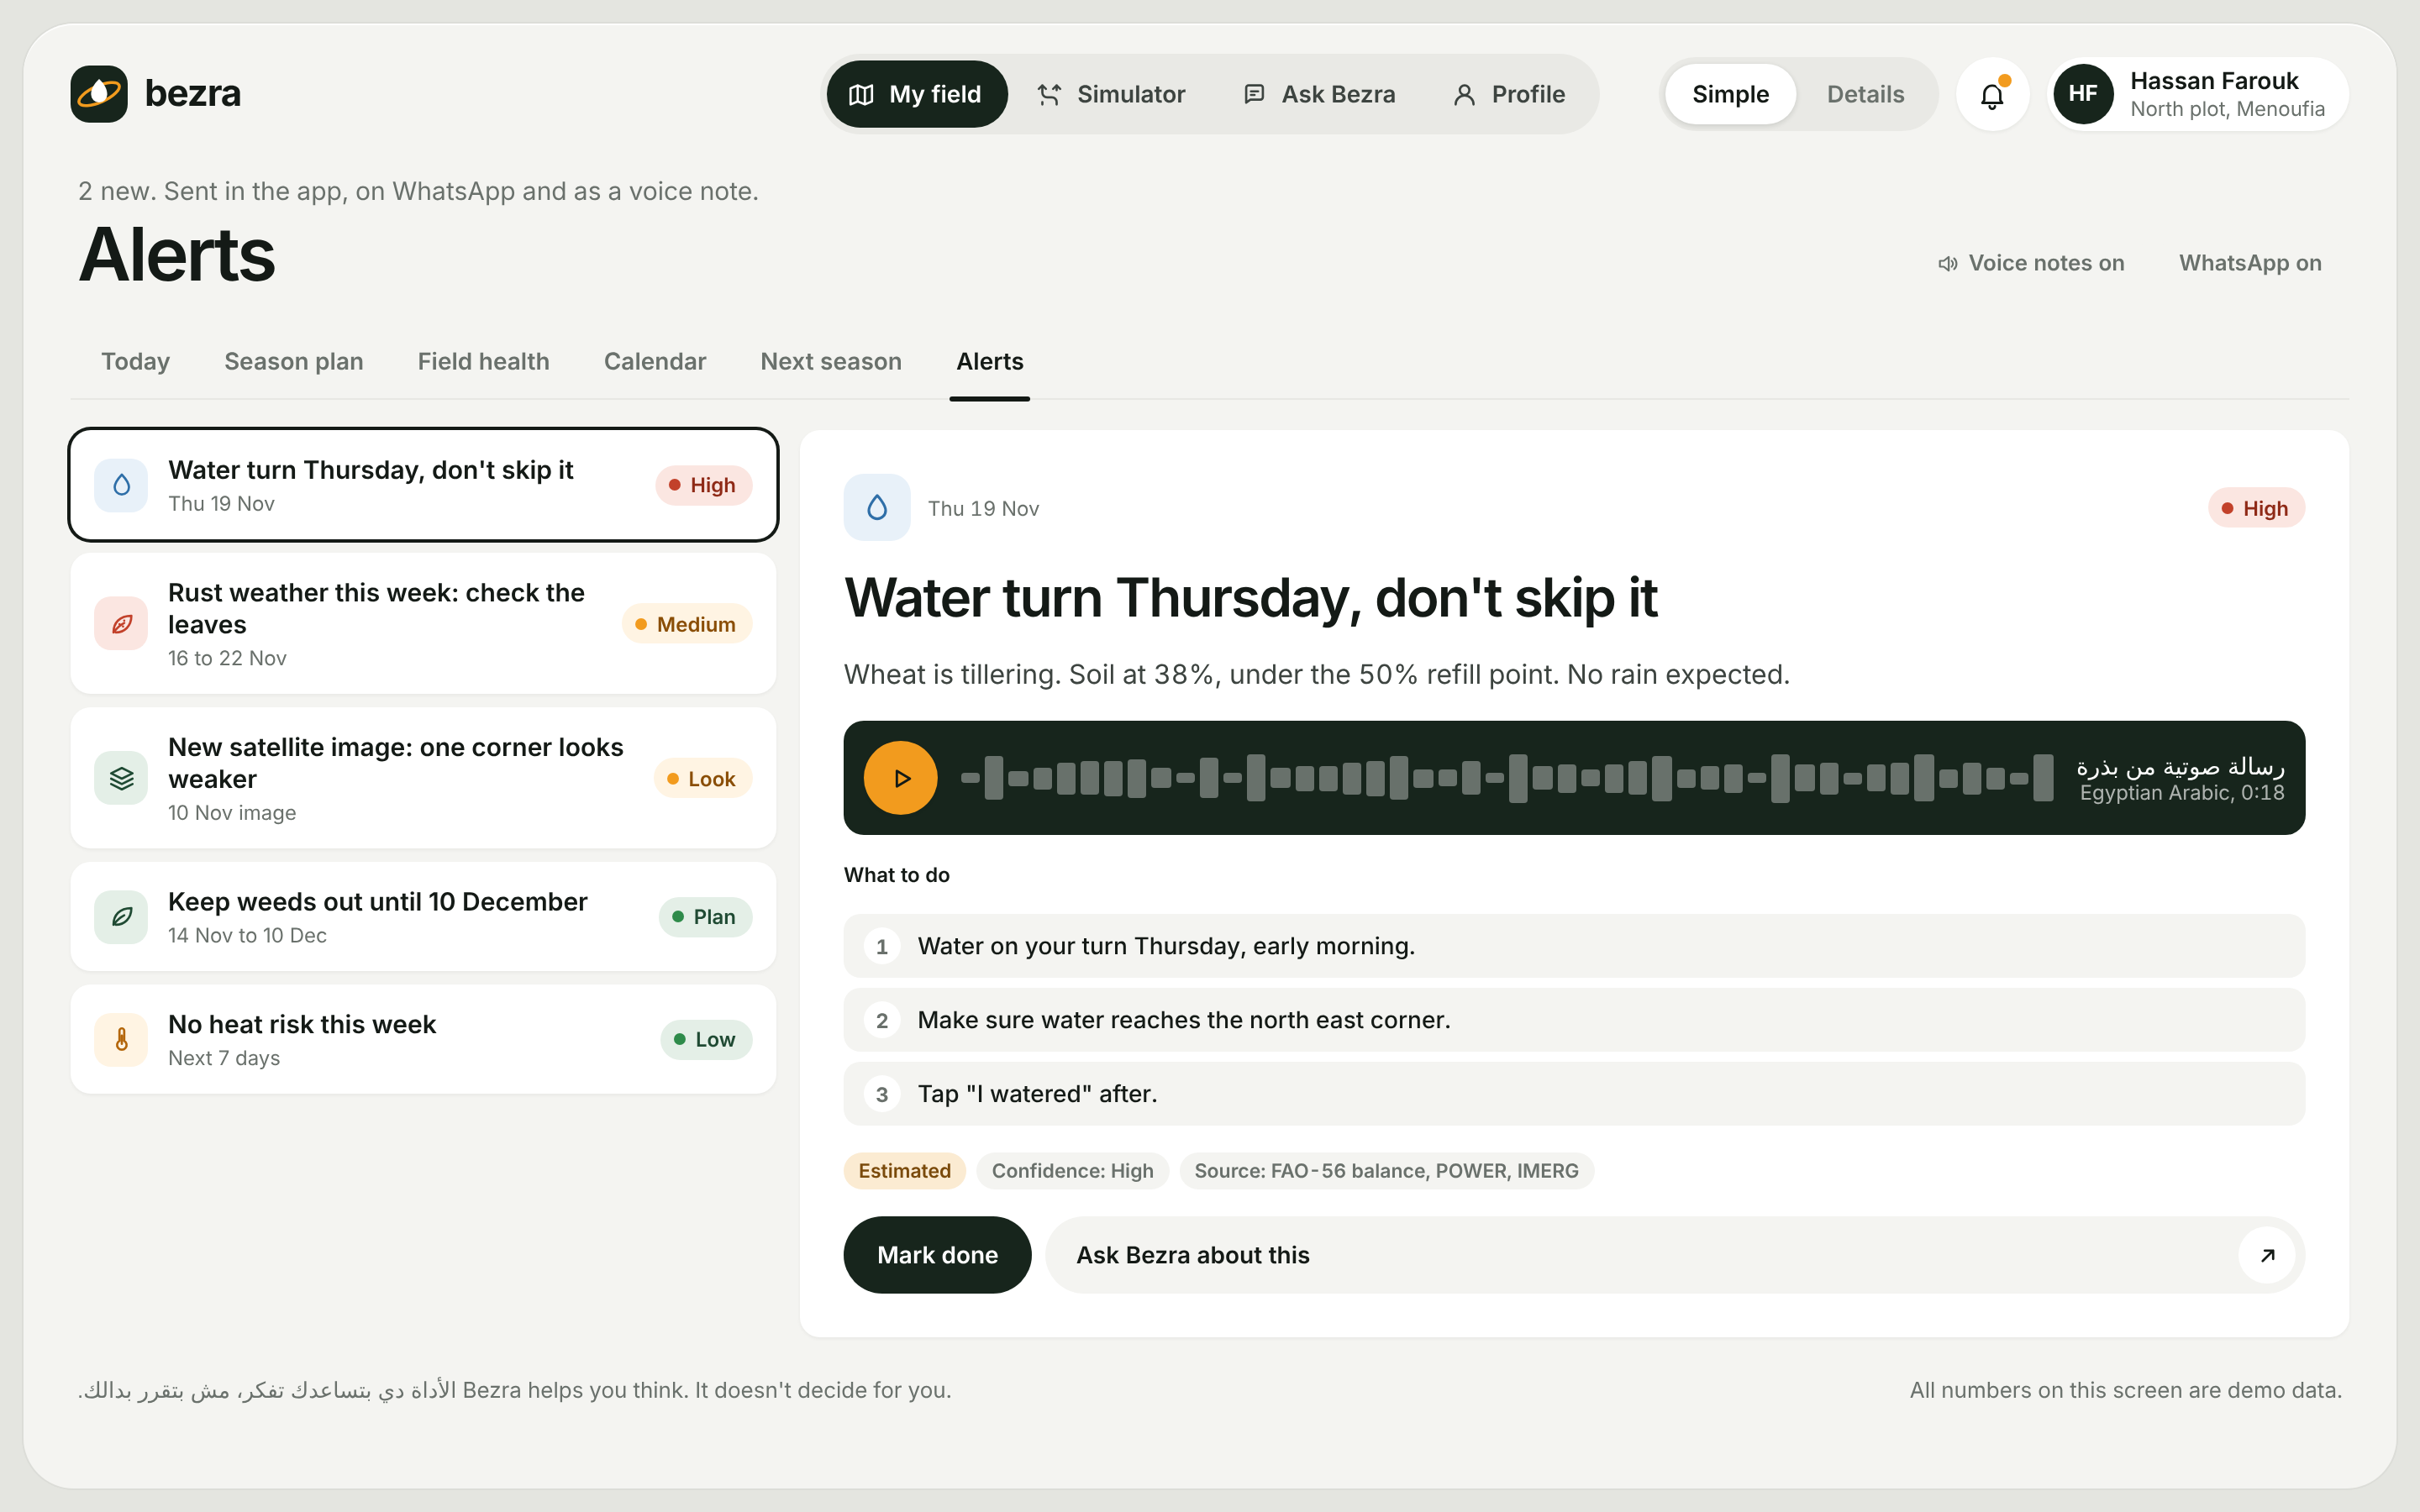 bezra
My field
Simulator
Ask Bezra
Profile
Simple
Details
HF
Hassan Farouk
North plot, Menoufia
2 new. Sent in the app, on WhatsApp and as a voice note.
Alerts
Voice notes on
WhatsApp on
Today
Season plan
Field health
Calendar
Next season
Alerts
Water turn Thursday, don't skip it
Thu 19 Nov
High
Rust weather this week: check the
leaves
16 to 22 Nov
Medium
New satellite image: one corner looks
weaker
10 Nov image
Look
Keep weeds out until 10 December
14 Nov to 10 Dec
Plan
No heat risk this week
Next 7 days
Low
Thu 19 Nov
High
Water turn Thursday, don't skip it
Wheat is tillering. Soil at 38%, under the 50% refill point. No rain expected.
رسالة صوتية من بذرة
Egyptian Arabic, 0:18
What to do
1 Water on your turn Thursday, early morning.
2 Make sure water reaches the north east corner.
3 Tap "I watered" after.
Estimated
Confidence: High
Source: FAO-56 balance, POWER, IMERG
Mark done
Ask Bezra about this
الأداة دي بتساعدك تفكر، مش بتقرر بدالك. Bezra helps you think. It doesn't decide for you.
All numbers on this screen are demo data.